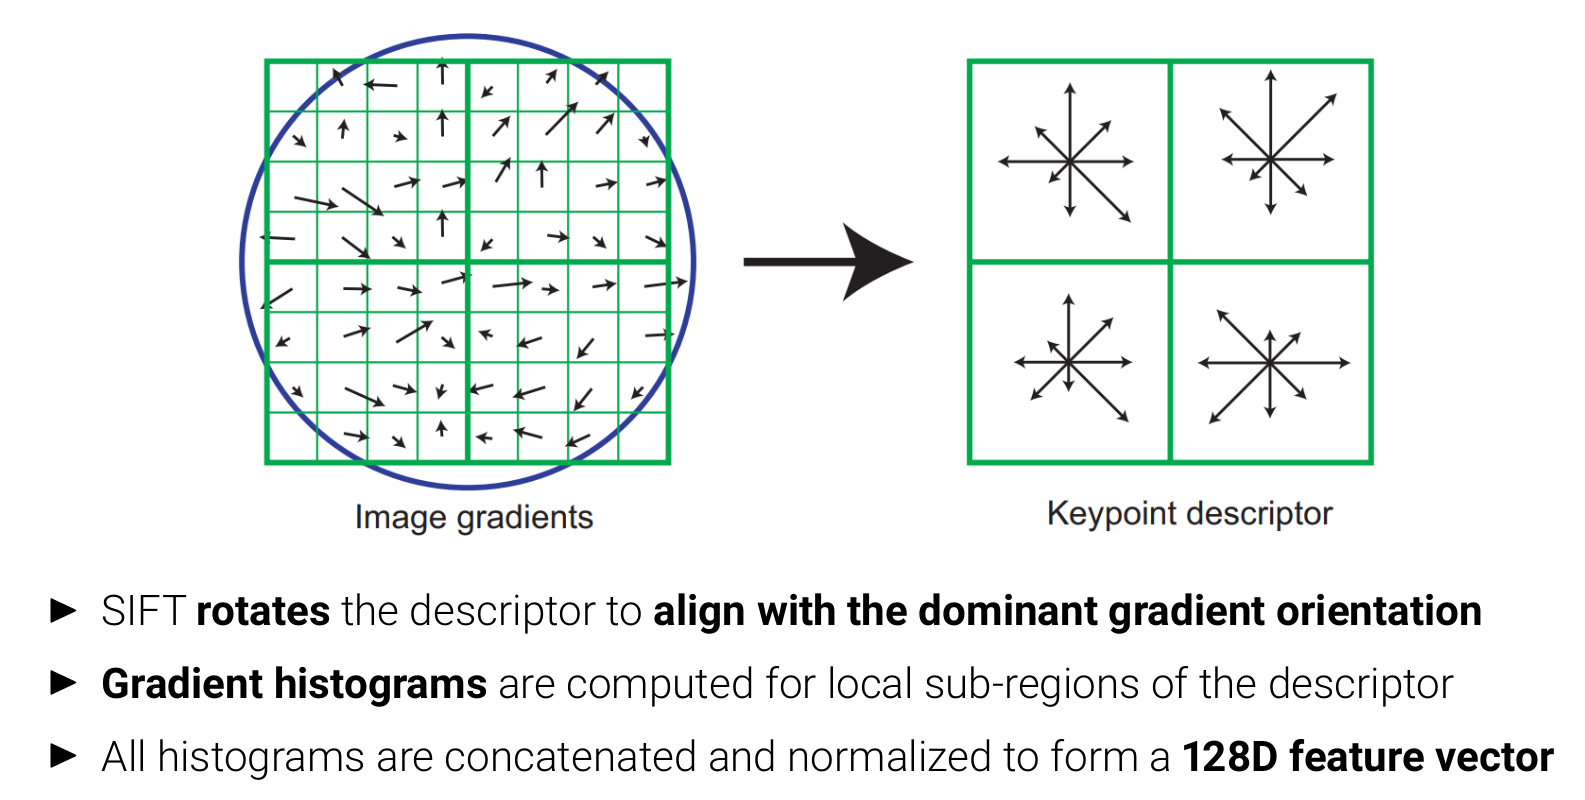 Image gradients
Keypoint descriptor
► SIFT rotates the descriptor to align with the dominant gradient orientation
► Gradient histograms are computed for local sub-regions of the descriptor
► All histograms are concatenated and normalized to form a 128D feature vector